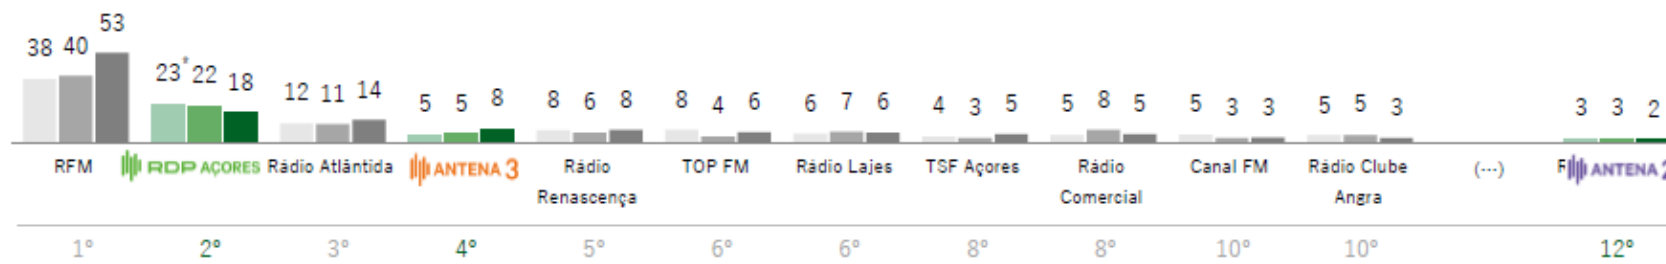 38 40 53
23* 22 18
12 11 14
5 5 8
8 6 8
8 4 6
6 7 6
4 3 5
5 8 5
5 3 3
5 5 3
3 3 2
RFM
RDP AÇORES
Rádio Atlântida
ANTENA 3
Rádio
Renascença
TOP FM
Rádio Lajes
TSF Açores
Rádio
Comercial
Canal FM
Rádio Clube
Angra
(---)
ANTENA 2
1º 2º 3º 4º 5º 6º 6º 8º 8º 10º 10º 12º